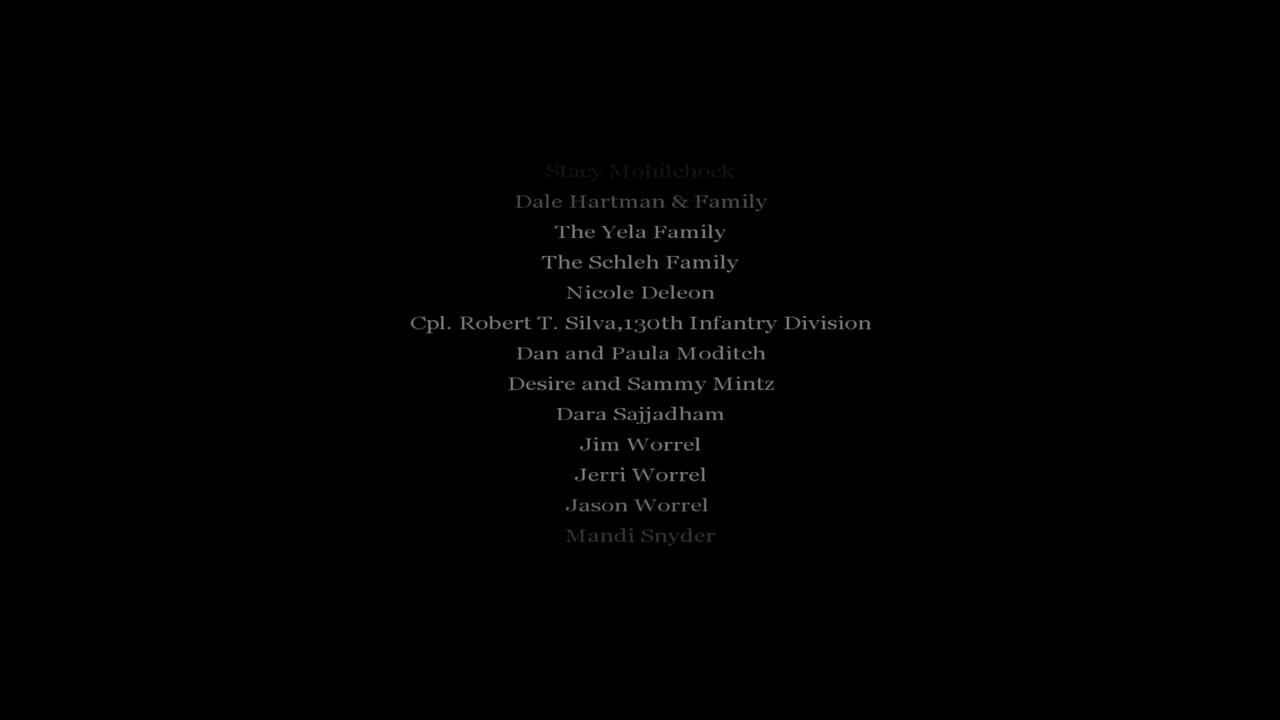 Stacy Mohilchock
Dale Hartman & Family
The Yela Family
The Schleh Family
Nicole Deleon
Cpl. Robert T. Silva,130th Infantry Division
Dan and Paula Moditch
Desire and Sammy Mintz
Dara Sajjadham
Jim Worrel
Jerri Worrel
Jason Worrel
Mandi Snyder